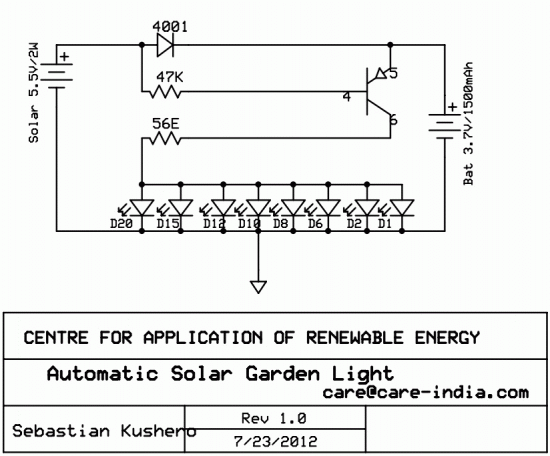 4001
Solar 5.5V/2W
+
5
47K
4
+
Bat 3.7V/1500mAh
56E
6
D20 D15 D12 D10 D8 D6 D2 D1
CENTRE FOR APPLICATION OF RENEWABLE ENERGY
Automatic Solar Garden Light
care@care-india.com
Sebastian Kushero
Rev 1.0
7/23/2012